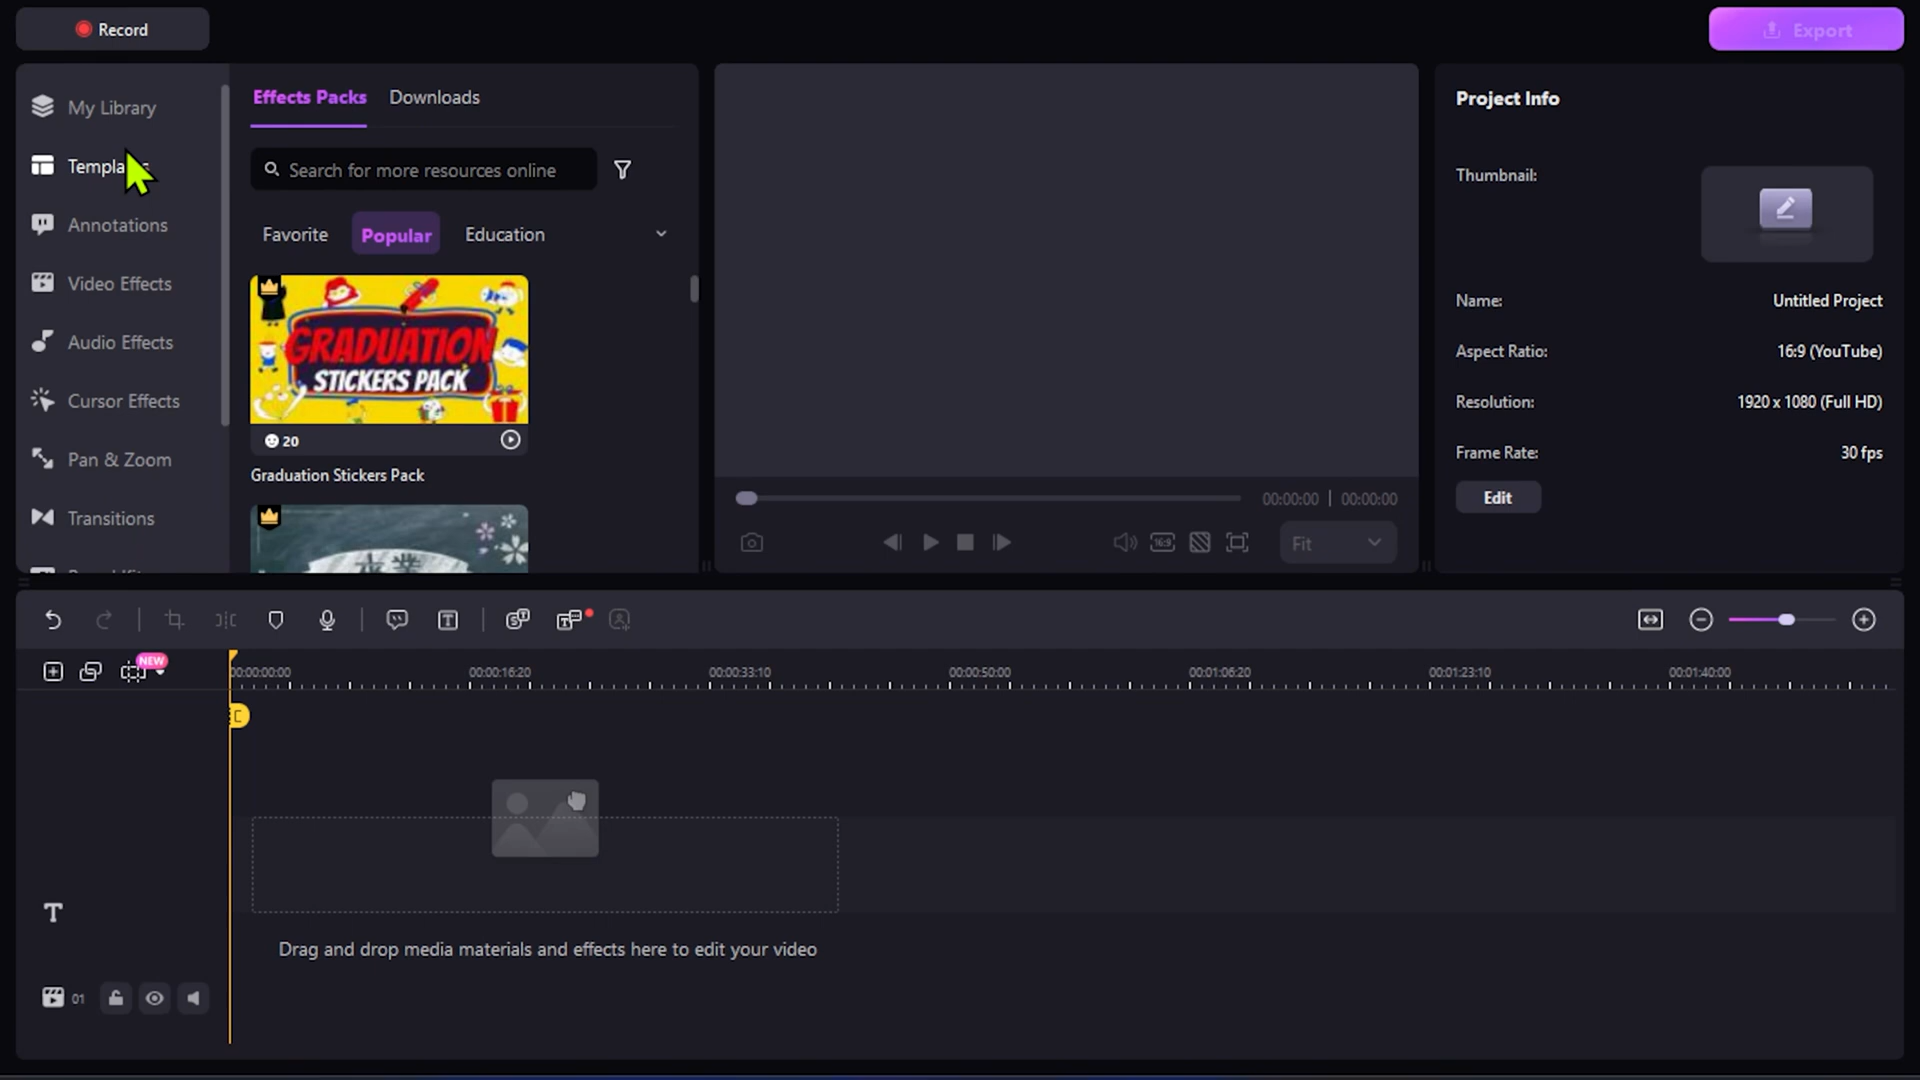 Record
Export
My Library
Templates
Annotations
Video Effects
Audio Effects
Cursor Effects
Pan & Zoom
Transitions
Effects Packs
Downloads
Search for more resources online
Favorite
Popular
Education
GRADUATION
STICKERS PACK
20
Graduation Stickers Pack
00:00:00 | 00:00:00
16:9
Fit
Project Info
Thumbnail:
Name:
Untitled Project
Aspect Ratio:
16:9 (YouTube)
Resolution:
1920 x 1080 (Full HD)
Frame Rate:
30 fps
Edit
NEW
00:00:00:00
00:00:16:20
00:00:33:10
00:00:50:00
00:01:06:20
00:01:23:10
00:01:40:00
Drag and drop media materials and effects here to edit your video
T
01